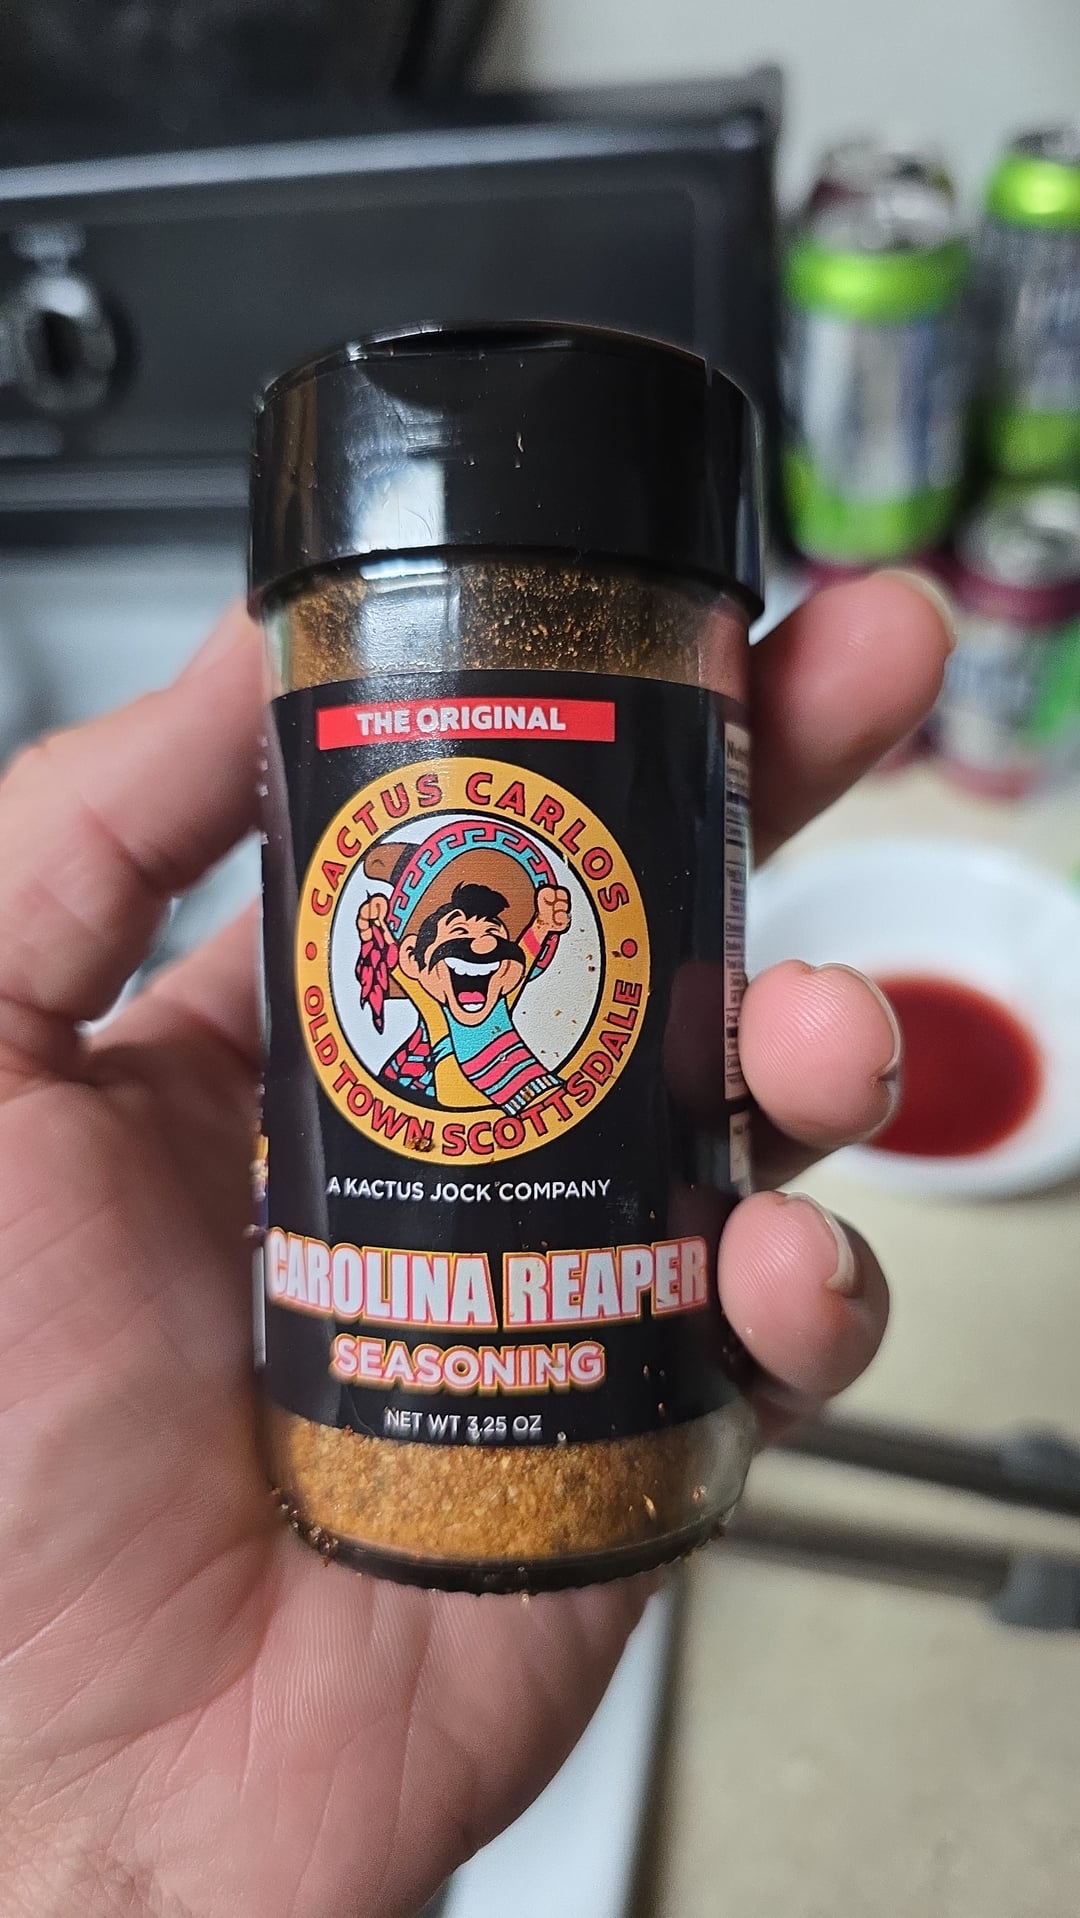 THE ORIGINAL
CACTUS CARLOS
OLD TOWN SCOTTSDALE
A KACTUS JOCK COMPANY
CAROLINA REAPER
SEASONING
NET WT 3.25 OZ